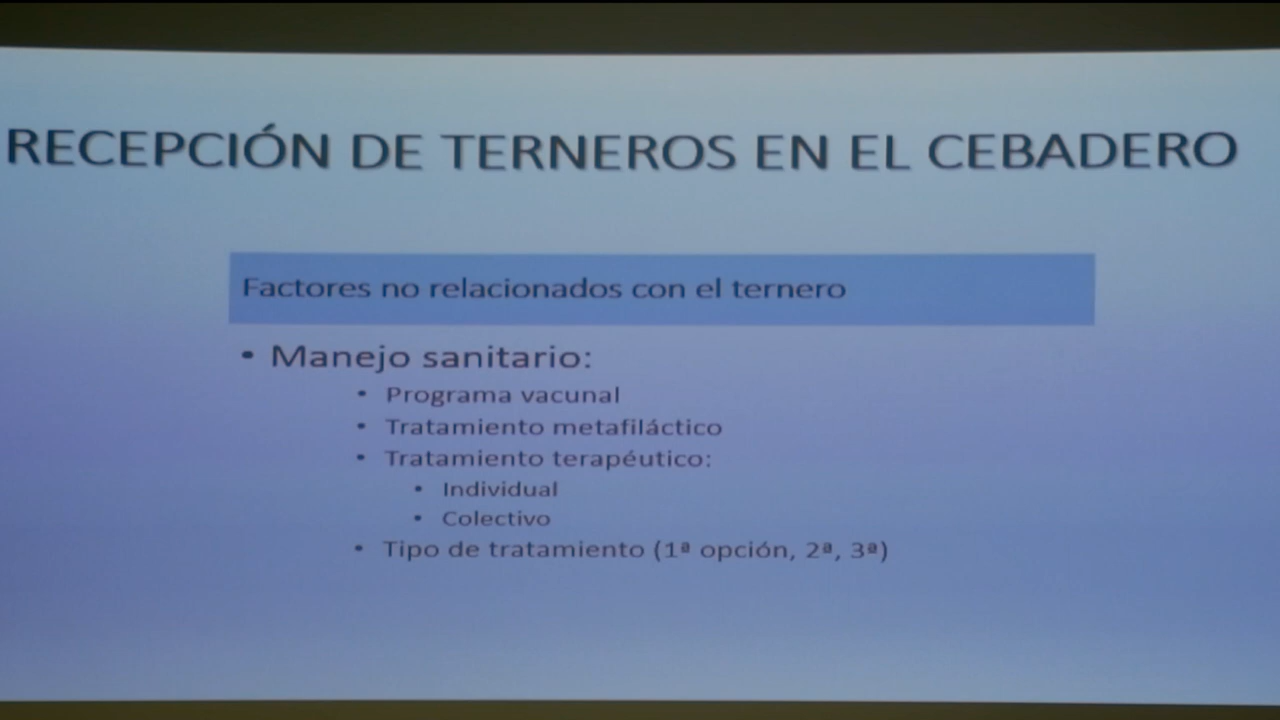 RECEPCIÓN DE TERNEROS EN EL CEBADERO
Factores no relacionados con el ternero
• Manejo sanitario:
• Programa vacunal
• Tratamiento metafiláctico
• Tratamiento terapéutico:
• Individual
• Colectivo
• Tipo de tratamiento (1ª opción, 2ª, 3ª)